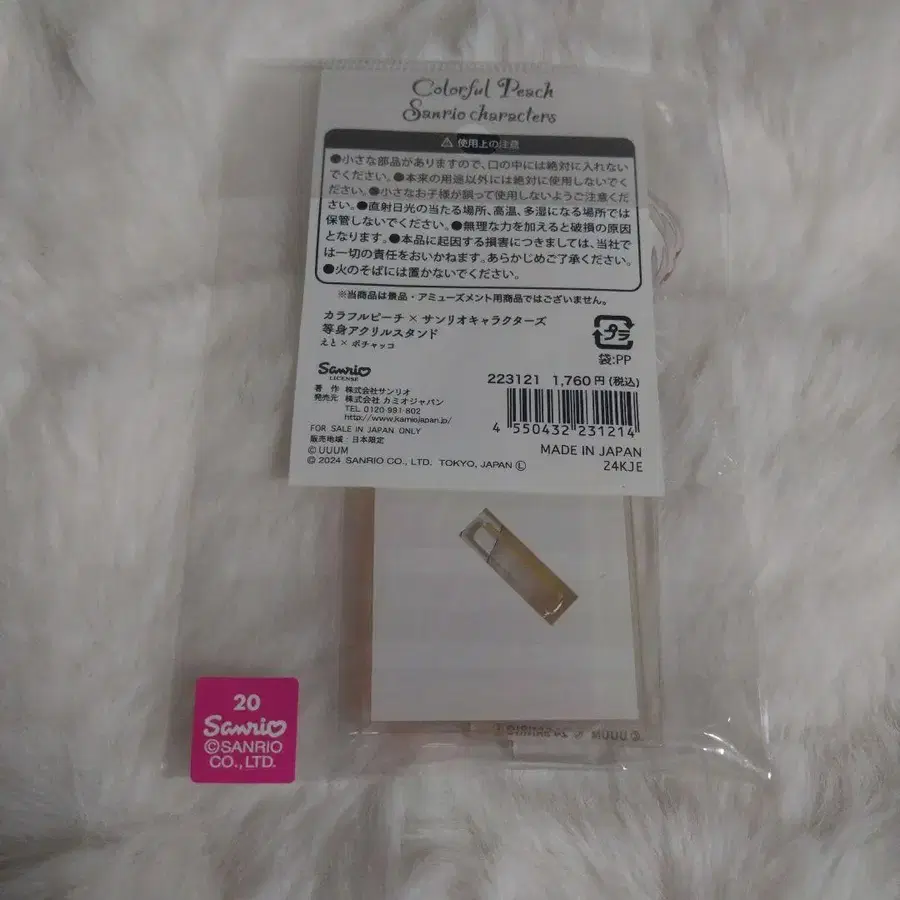 Colorful Peach
Sanrio characters
⚠ 使用上の注意
●小さな部品がありますので、口の中には絶対に入れない
でください。●本来の用途以外には絶対に使用しないでく
ださい。●小さなお子様が誤って使用しないようご注意くだ
さい。●直射日光の当たる場所、高温、多湿になる場所では
保管しないでください。●無理な力を加えると破損の原因
となります。●本品に起因する損害につきましては、当社で
は一切の責任をおいかねます。あらかじめご了承ください。
●火のそばには置かないでください。
※当商品は景品・アミューズメント用商品ではございません。
カラフルピーチ × サンリオキャラクターズ
等身アクリルスタンド
えと × ポチャッコ
プラ
袋:PP
Sanrio
LICENSE
著 作 株式会社サンリオ
発売元 株式会社 カミオジャパン
TEL 0120-991-802
http://www.kamiojapan.jp/
FOR SALE IN JAPAN ONLY
販売地域:日本限定
© UUUM
© 2024 SANRIO CO., LTD. TOKYO, JAPAN Ⓛ
223121 1,760円(税込)
4 550432 231214
MADE IN JAPAN
24KJE
20
Sanrio
©SANRIO
CO.,LTD.